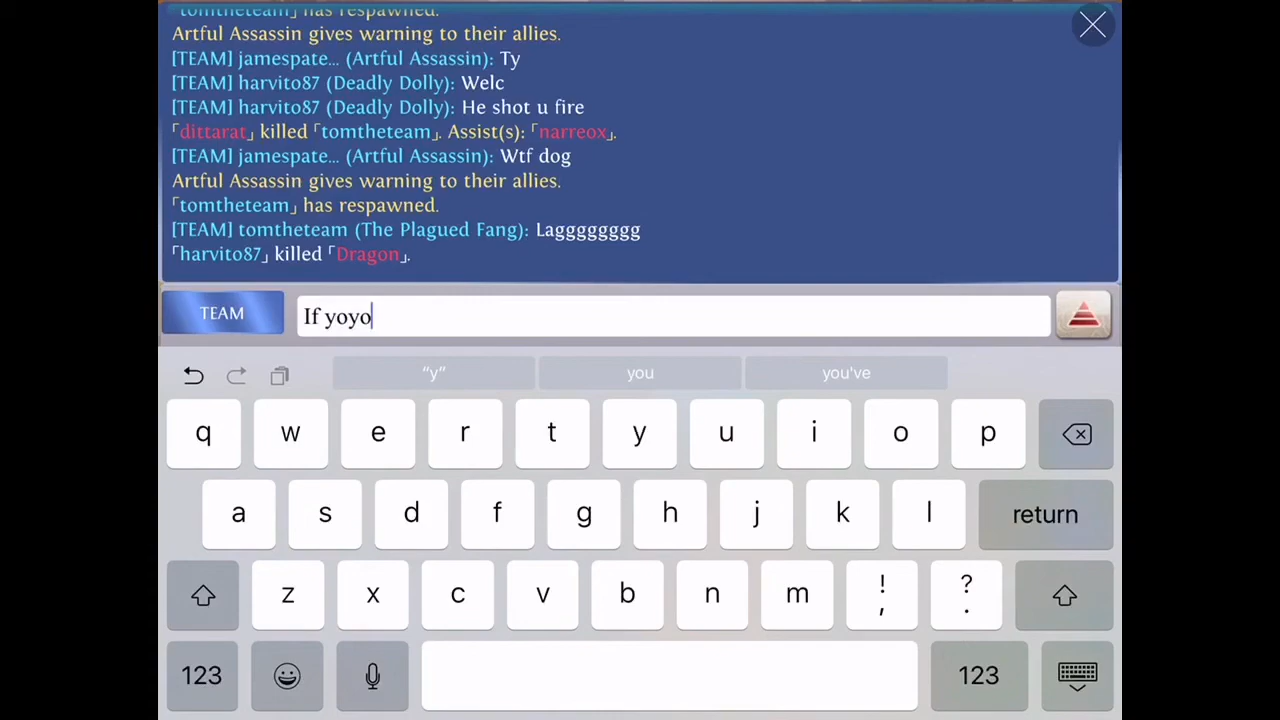 tomtheteam」 has respawned.
Artful Assassin gives warning to their allies.
[TEAM] jamespate... (Artful Assassin): Ty
[TEAM] harvito87 (Deadly Dolly): Welc
[TEAM] harvito87 (Deadly Dolly): He shot u fire
「dittarat」 killed 「tomtheteam」. Assist(s): 「narreox」.
[TEAM] jamespate... (Artful Assassin): Wtf dog
Artful Assassin gives warning to their allies.
「tomtheteam」 has respawned.
[TEAM] tomtheteam (The Plagued Fang): Lagggggggg
「harvito87」 killed 「Dragon」.
TEAM If yoyo
“y“ you you've
q w e r t y u i o p
a s d f g h j k l return
z x c v b n m ! , ? .
123 123